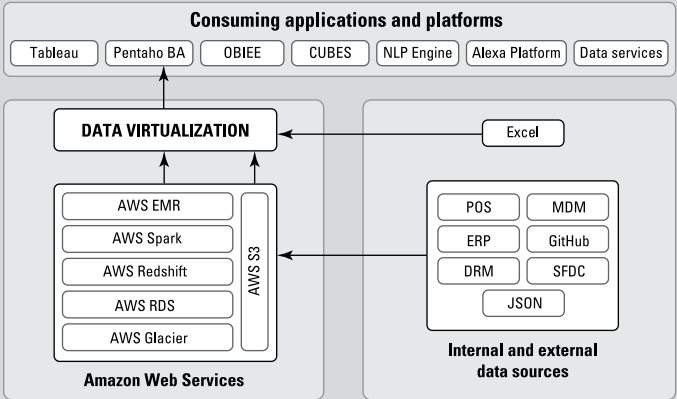 Consuming applications and platforms
Tableau
Pentaho BA
OBIEE
CUBES
NLP Engine
Alexa Platform
Data services
DATA VIRTUALIZATION
Excel
AWS EMR
AWS Spark
AWS Redshift
AWS RDS
AWS Glacier
AWS S3
Amazon Web Services
POS
MDM
ERP
GitHub
DRM
SFDC
JSON
Internal and external
data sources